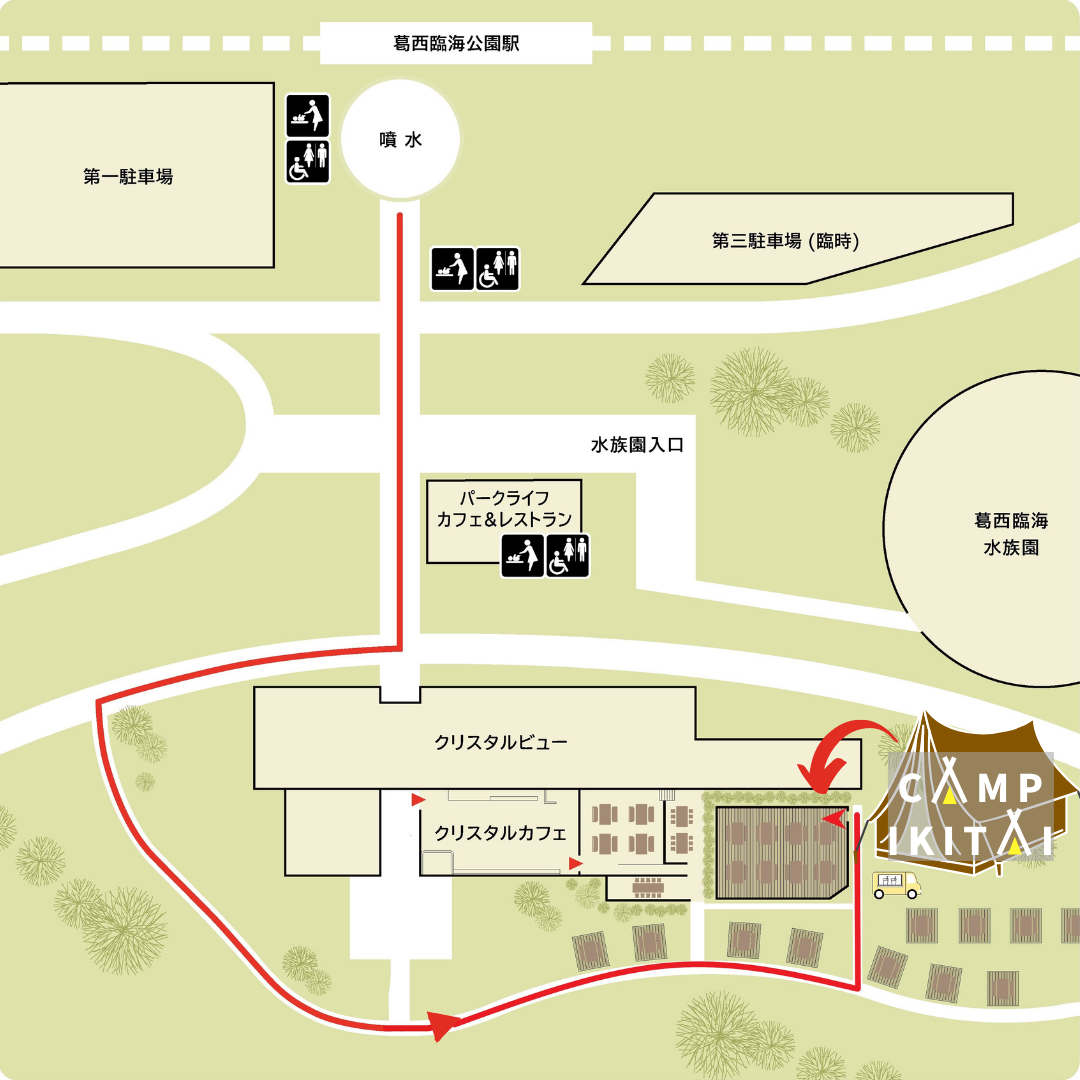 葛西臨海公園駅
噴 水
第一駐車場
第三駐車場 (臨時)
水族園入口
パークライフ
カフェ&レストラン
葛西臨海
水族園
クリスタルビュー
クリスタルカフェ
CAMP
IKITAI